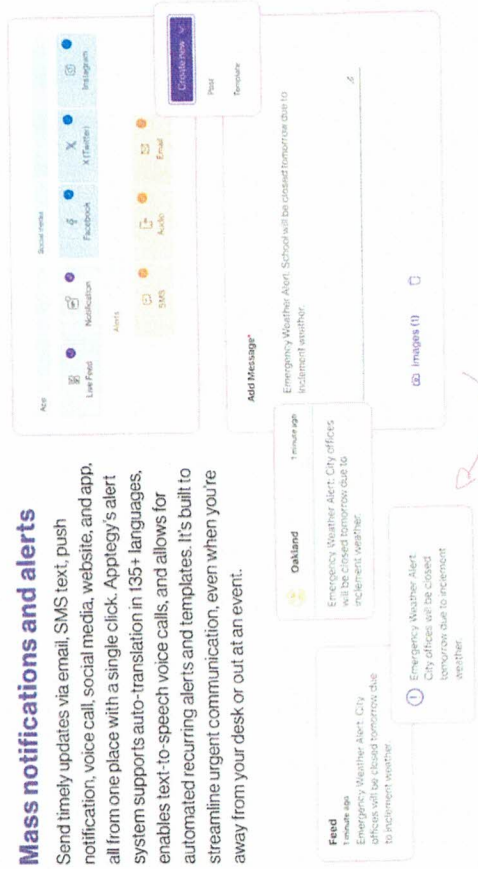 Mass notifications and alerts
Send timely updates via email, SMS text, push
notification, voice call, social media, website, and app,
all from one place with a single click. Apptegy's alert
system supports auto-translation in 135+ languages,
enables text-to-speech voice calls, and allows for
automated recurring alerts and templates. It's built to
streamline urgent communication, even when you're
away from your desk or out at an event.
App
Social media
Live Feed
Notification
Facebook
X (Twitter)
Instagram
Alerts
SMS
Audio
Email
Create new
Post
Template
Add Message*
Emergency Weather Alert. School will be closed tomorrow due to
inclement weather.
Images (1)
Feed
1 minute ago
Emergency Weather Alert. City
offices will be closed tomorrow due
to inclement weather.
Oakland
1 minute ago
Emergency Weather Alert: City offices
will be closed tomorrow due to
inclement weather.
Emergency Weather Alert.
City offices will be closed
tomorrow due to inclement
weather.